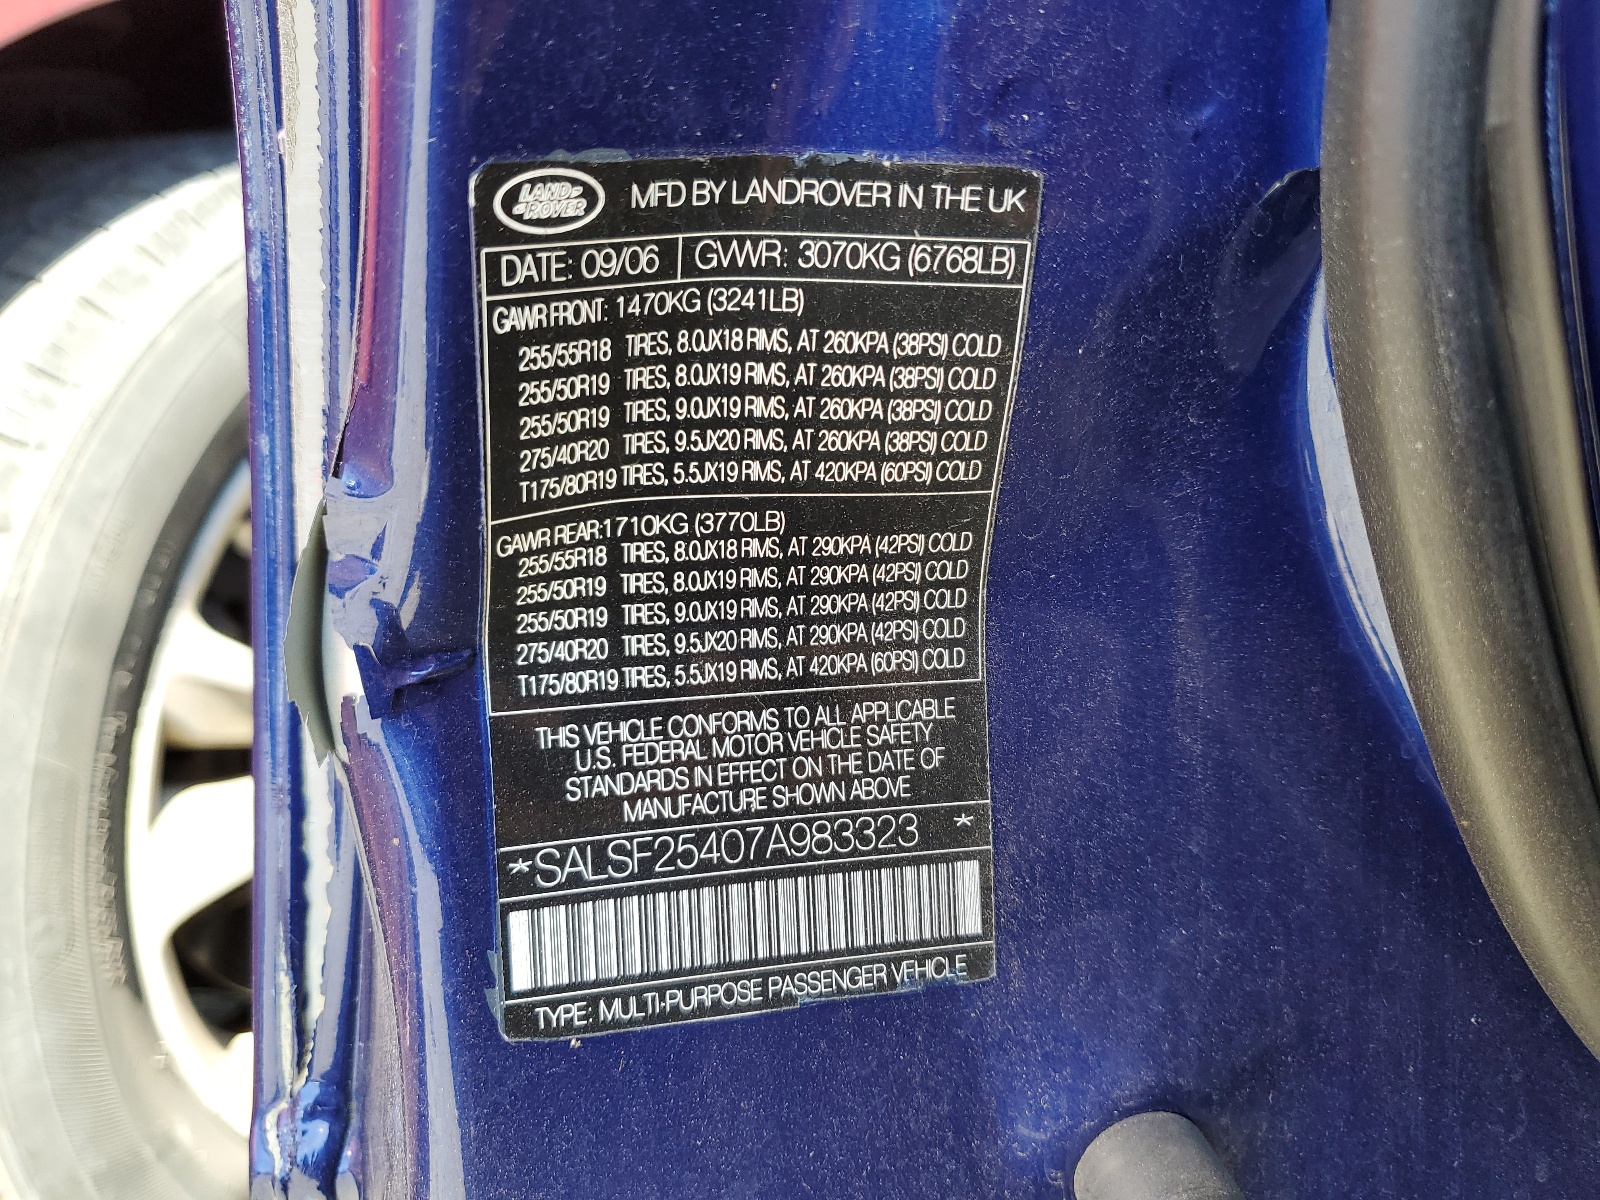 LAND-
-ROVER
MFD BY LANDROVER IN THE UK
DATE: 09/06 GVWR: 3070KG (6768LB)
GAWR FRONT: 1470KG (3241LB)
255/55R18 TIRES, 8.0JX18 RIMS, AT 260KPA (38PSI) COLD
255/50R19 TIRES, 8.0JX19 RIMS, AT 260KPA (38PSI) COLD
255/50R19 TIRES, 9.0JX19 RIMS, AT 260KPA (38PSI) COLD
275/40R20 TIRES, 9.5JX20 RIMS, AT 260KPA (38PSI) COLD
T175/80R19 TIRES, 5.5JX19 RIMS, AT 420KPA (60PSI) COLD
GAWR REAR:1710KG (3770LB)
255/55R18 TIRES, 8.0JX18 RIMS, AT 290KPA (42PSI) COLD
255/50R19 TIRES, 8.0JX19 RIMS, AT 290KPA (42PSI) COLD
255/50R19 TIRES, 9.0JX19 RIMS, AT 290KPA (42PSI) COLD
275/40R20 TIRES, 9.5JX20 RIMS, AT 290KPA (42PSI) COLD
T175/80R19 TIRES, 5.5JX19 RIMS, AT 420KPA (60PSI) COLD
THIS VEHICLE CONFORMS TO ALL APPLICABLE
U.S. FEDERAL MOTOR VEHICLE SAFETY
STANDARDS IN EFFECT ON THE DATE OF
MANUFACTURE SHOWN ABOVE
*SALSF25407A983323 *
TYPE: MULTI-PURPOSE PASSENGER VEHICLE